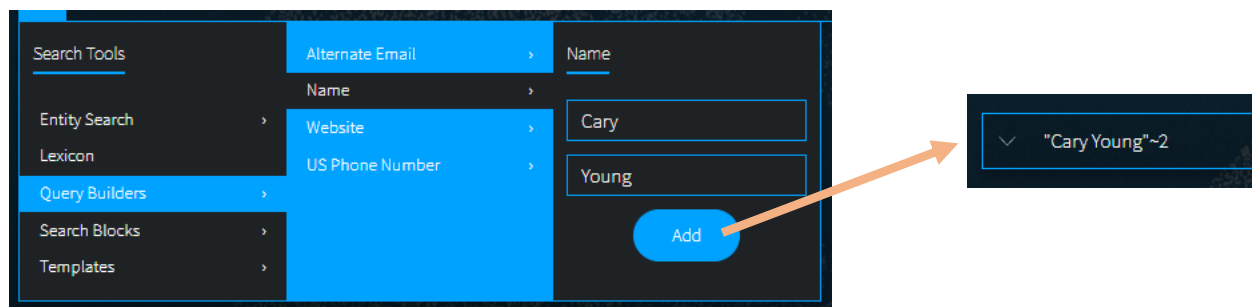 Search Tools
Entity Search
Lexicon
Query Builders
Search Blocks
Templates
Alternate Email
Name
Website
US Phone Number
Name
Cary
Young
Add
"Cary Young"~2